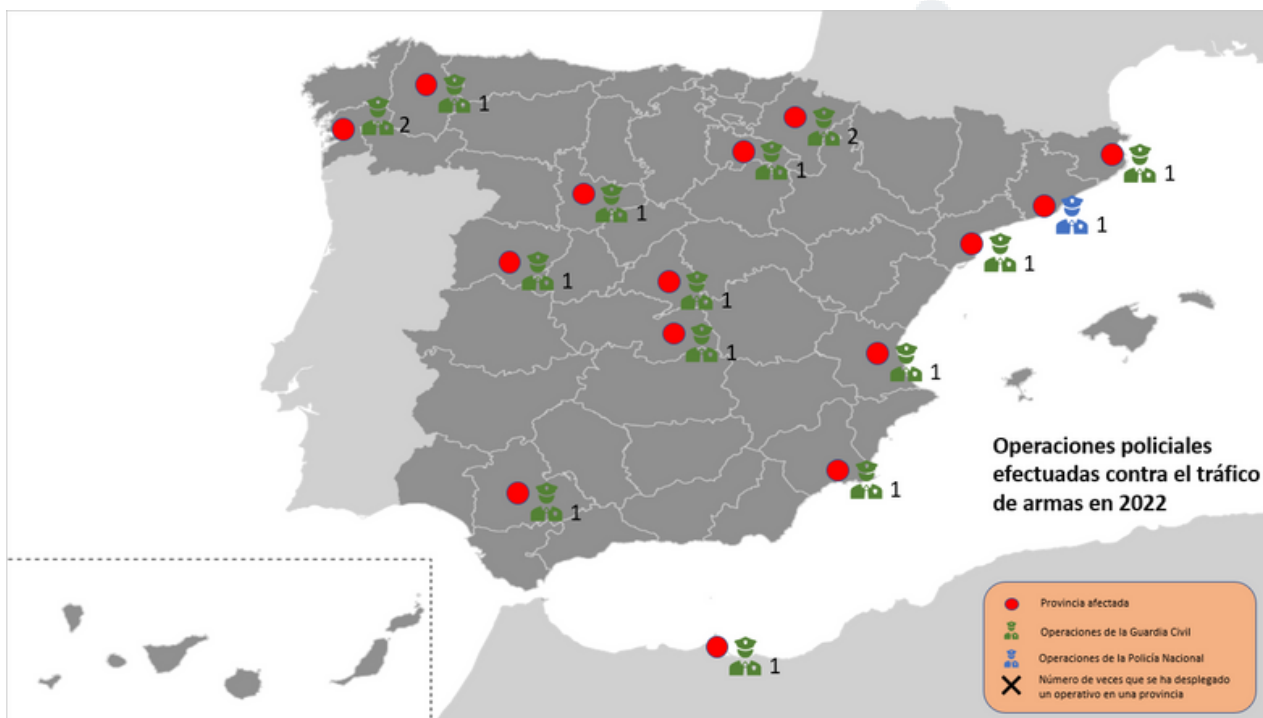 1
2
2
1
1
1
1
1
1
1
1
1
1
1
Operaciones policiales
efectuadas contra el tráfico
de armas en 2022
1
Provincia afectada
Operaciones de la Guardia Civil
Operaciones de la Policía Nacional
Número de veces que se ha desplegado
un operativo en una provincia